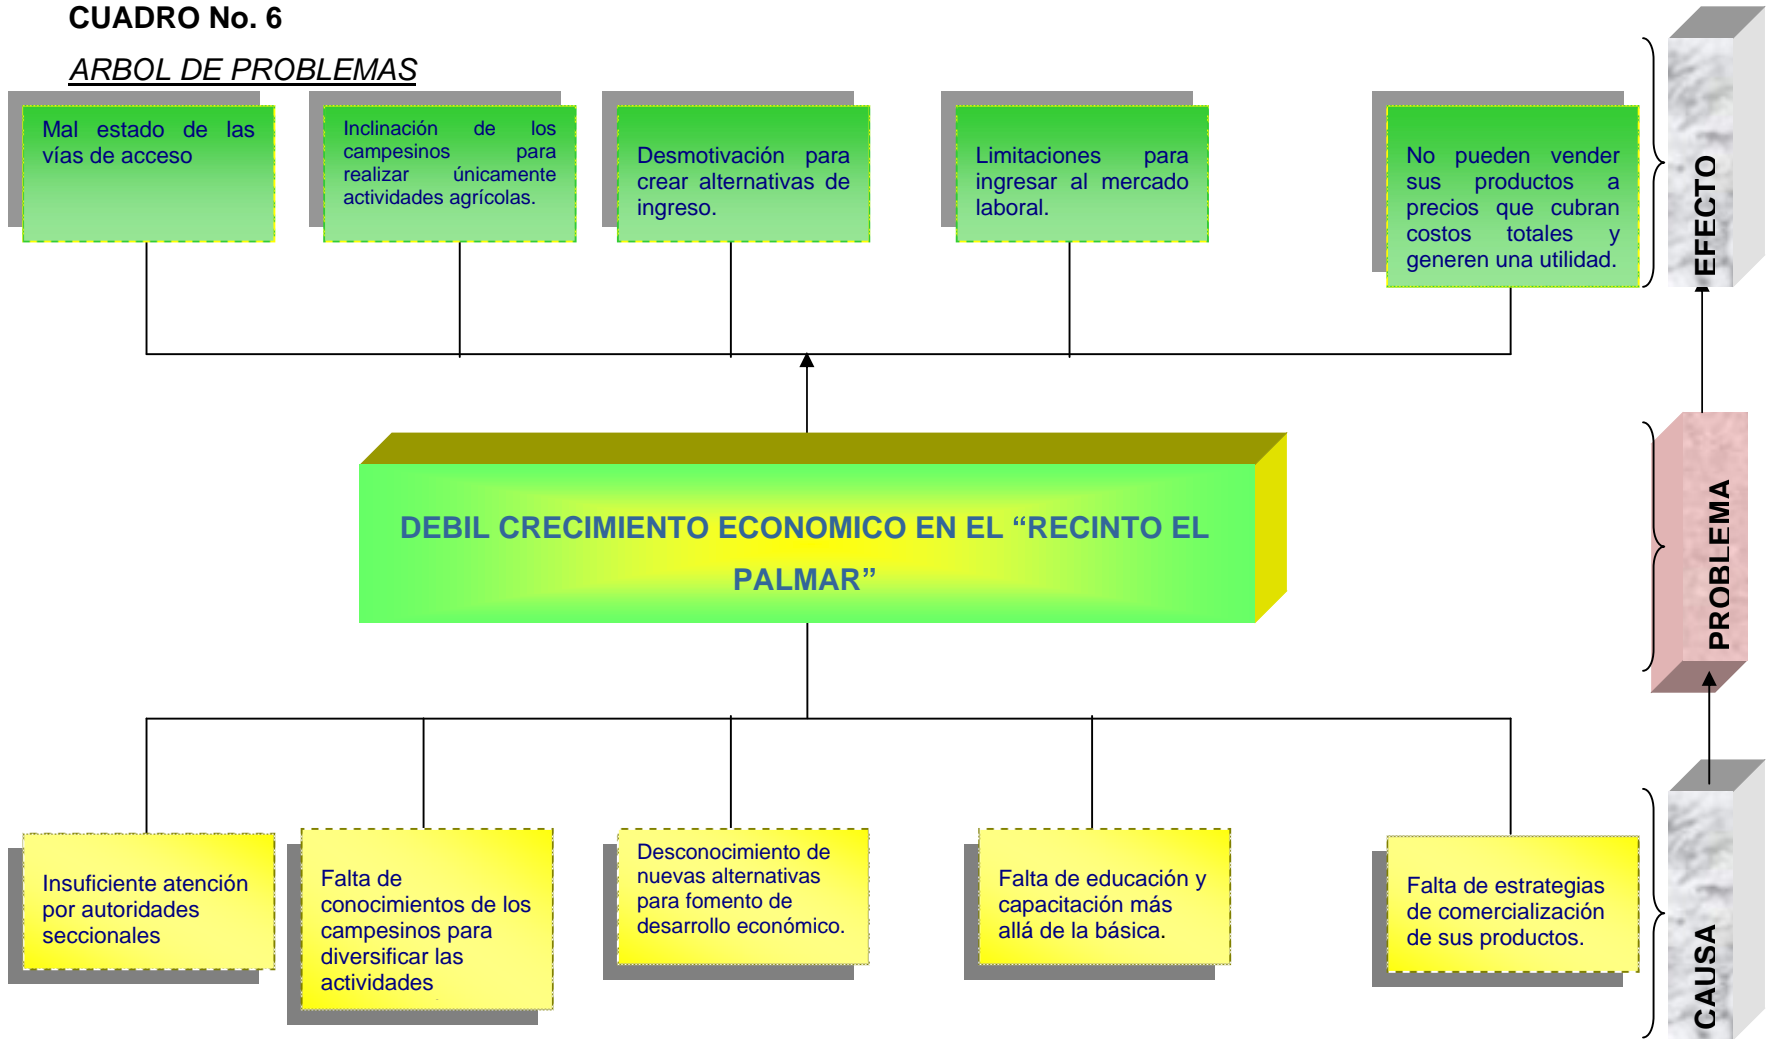 CUADRO No. 6
ARBOL DE PROBLEMAS
Mal estado de las
vías de acceso
Inclinación de los
campesinos para
realizar únicamente
actividades agrícolas.
Desmotivación para
crear alternativas de
ingreso.
Limitaciones para
ingresar al mercado
laboral.
No pueden vender
sus productos a
precios que cubran
costos totales y
generen una utilidad.
EFECTO
DEBIL CRECIMIENTO ECONOMICO EN EL “RECINTO EL
PALMAR”
PROBLEMA
Insuficiente atención
por autoridades
seccionales
Falta de
conocimientos de los
campesinos para
diversificar las
actividades
Desconocimiento de
nuevas alternativas
para fomento de
desarrollo económico.
Falta de educación y
capacitación más
allá de la básica.
Falta de estrategias
de comercialización
de sus productos.
CAUSA